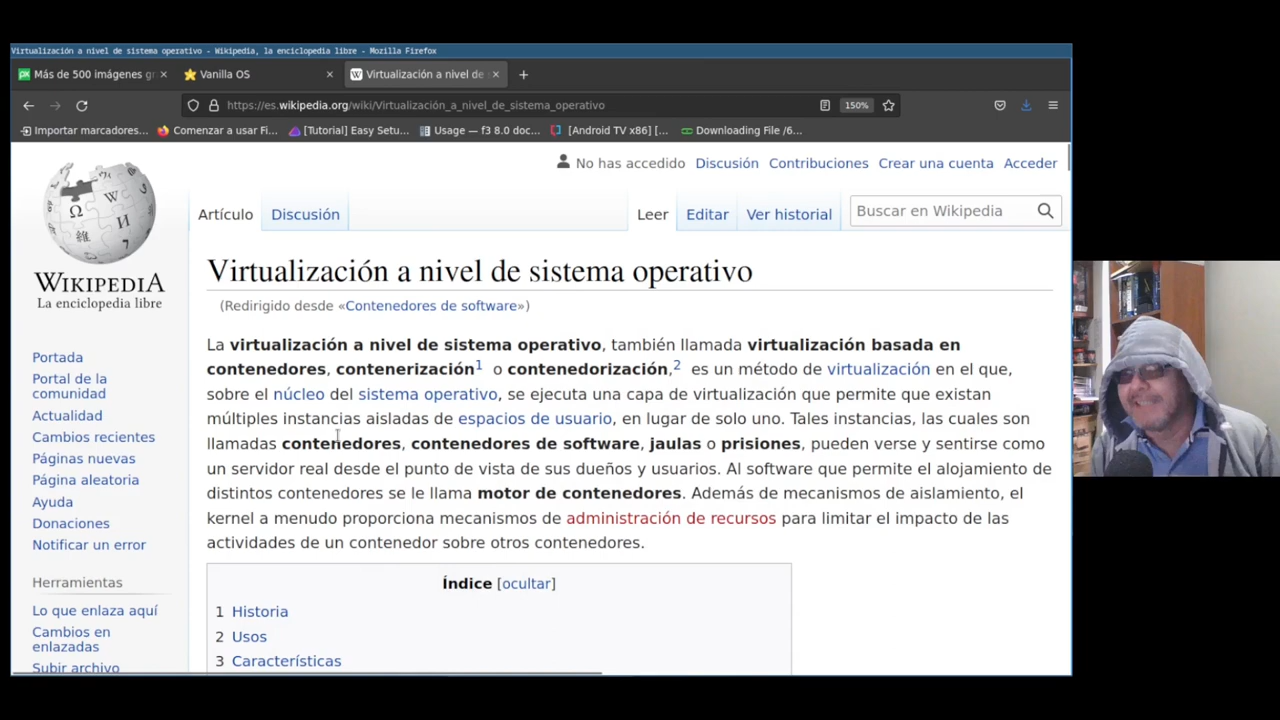 Virtualización a nivel de sistema operativo - Wikipedia, la enciclopedia libre - Mozilla Firefox
Más de 500 imágenes gr
Vanilla OS
Virtualización a nivel de
https://es.wikipedia.org/wiki/Virtualización_a_nivel_de_sistema_operativo
150%
Importar marcadores...
Comenzar a usar Fi...
[Tutorial] Easy Setu...
Usage — f3 8.0 doc...
[Android TV x86] [...
Downloading File /6...
No has accedido
Discusión
Contribuciones
Crear una cuenta
Acceder
Artículo
Discusión
Leer
Editar
Ver historial
Buscar en Wikipedia
WIKIPEDIA
La enciclopedia libre
Portada
Portal de la
comunidad
Actualidad
Cambios recientes
Páginas nuevas
Página aleatoria
Ayuda
Donaciones
Notificar un error
Herramientas
Lo que enlaza aquí
Cambios en
enlazadas
Subir archivo
Virtualización a nivel de sistema operativo
(Redirigido desde «Contenedores de software»)
La virtualización a nivel de sistema operativo, también llamada virtualización basada en
contenedores, contenerización1 o contenedorización,2 es un método de virtualización en el que,
sobre el núcleo del sistema operativo, se ejecuta una capa de virtualización que permite que existan
múltiples instancias aisladas de espacios de usuario, en lugar de solo uno. Tales instancias, las cuales son
llamadas contenedores, contenedores de software, jaulas o prisiones, pueden verse y sentirse como
un servidor real desde el punto de vista de sus dueños y usuarios. Al software que permite el alojamiento de
distintos contenedores se le llama motor de contenedores. Además de mecanismos de aislamiento, el
kernel a menudo proporciona mecanismos de administración de recursos para limitar el impacto de las
actividades de un contenedor sobre otros contenedores.
Índice [ocultar]
1 Historia
2 Usos
3 Características